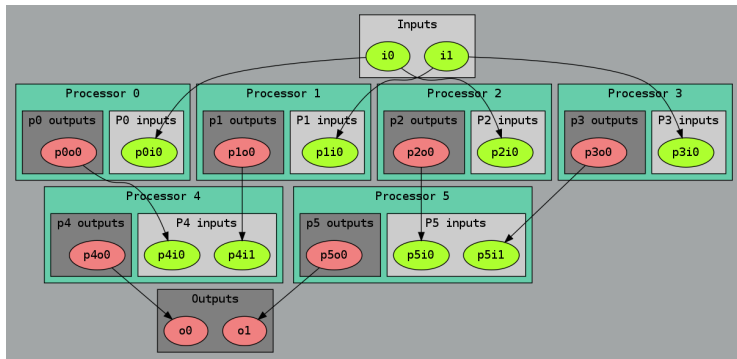 Inputs
i0 i1
Processor 0 Processor 1 Processor 2 Processor 3
p0 outputs P0 inputs p1 outputs P1 inputs p2 outputs P2 inputs p3 outputs P3 inputs
p0o0 p0i0 p1o0 p1i0 p2o0 p2i0 p3o0 p3i0
Processor 4 Processor 5
p4 outputs P4 inputs p5 outputs P5 inputs
p4o0 p4i0 p4i1 p5o0 p5i0 p5i1
Outputs
o0 o1